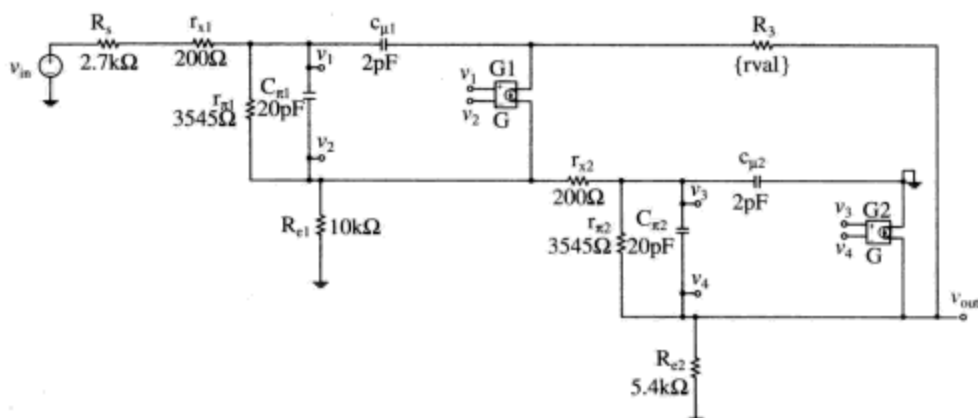 R_s
2.7kΩ
r_x1
200Ω
v_in
r_π1
3545Ω
C_π1
20pF
v_1
v_2
c_μ1
2pF
v_1
v_2
G1
G
R_3
{rval}
R_e1
10kΩ
r_x2
200Ω
r_π2
3545Ω
C_π2
20pF
v_3
v_4
c_μ2
2pF
v_3
v_4
G2
G
v_out
R_e2
5.4kΩ